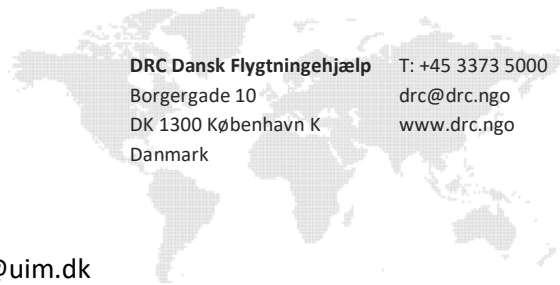 DRC Dansk Flygtningehjælp T: +45 3373 5000
Borgergade 10 drc@drc.ngo
DK 1300 København K www.drc.ngo
Danmark
@uim.dk